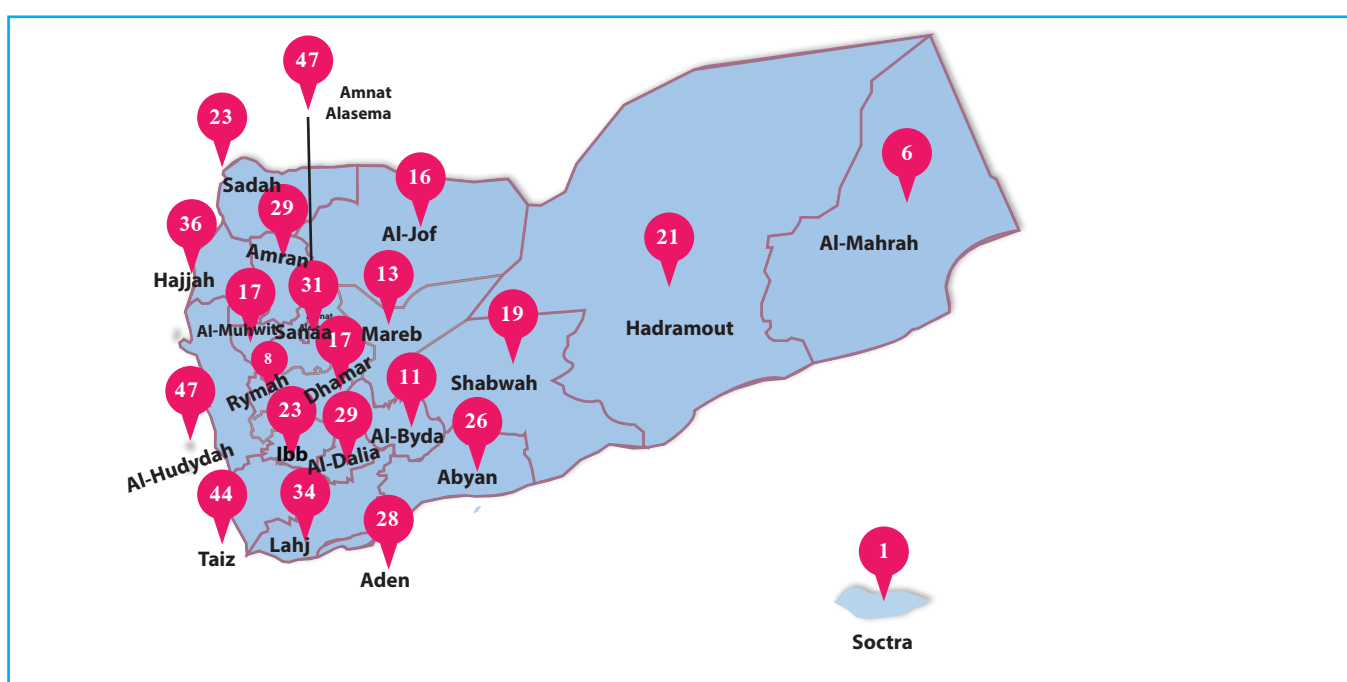 47
Amnat
Alasema
23
Sadah
16
Al-Jof
29
Amran
6
Al-Mahrah
36
Hajjah
21
Hadramout
13
Mareb
31
Sanaa
17
Al-Muhwit
19
Shabwah
17
Dhamar
8
Rymah
11
Al-Byda
47
Al-Hudydah
23
Ibb
29
Al-Dalia
26
Abyan
44
Taiz
34
Lahj
28
Aden
1
Soctra